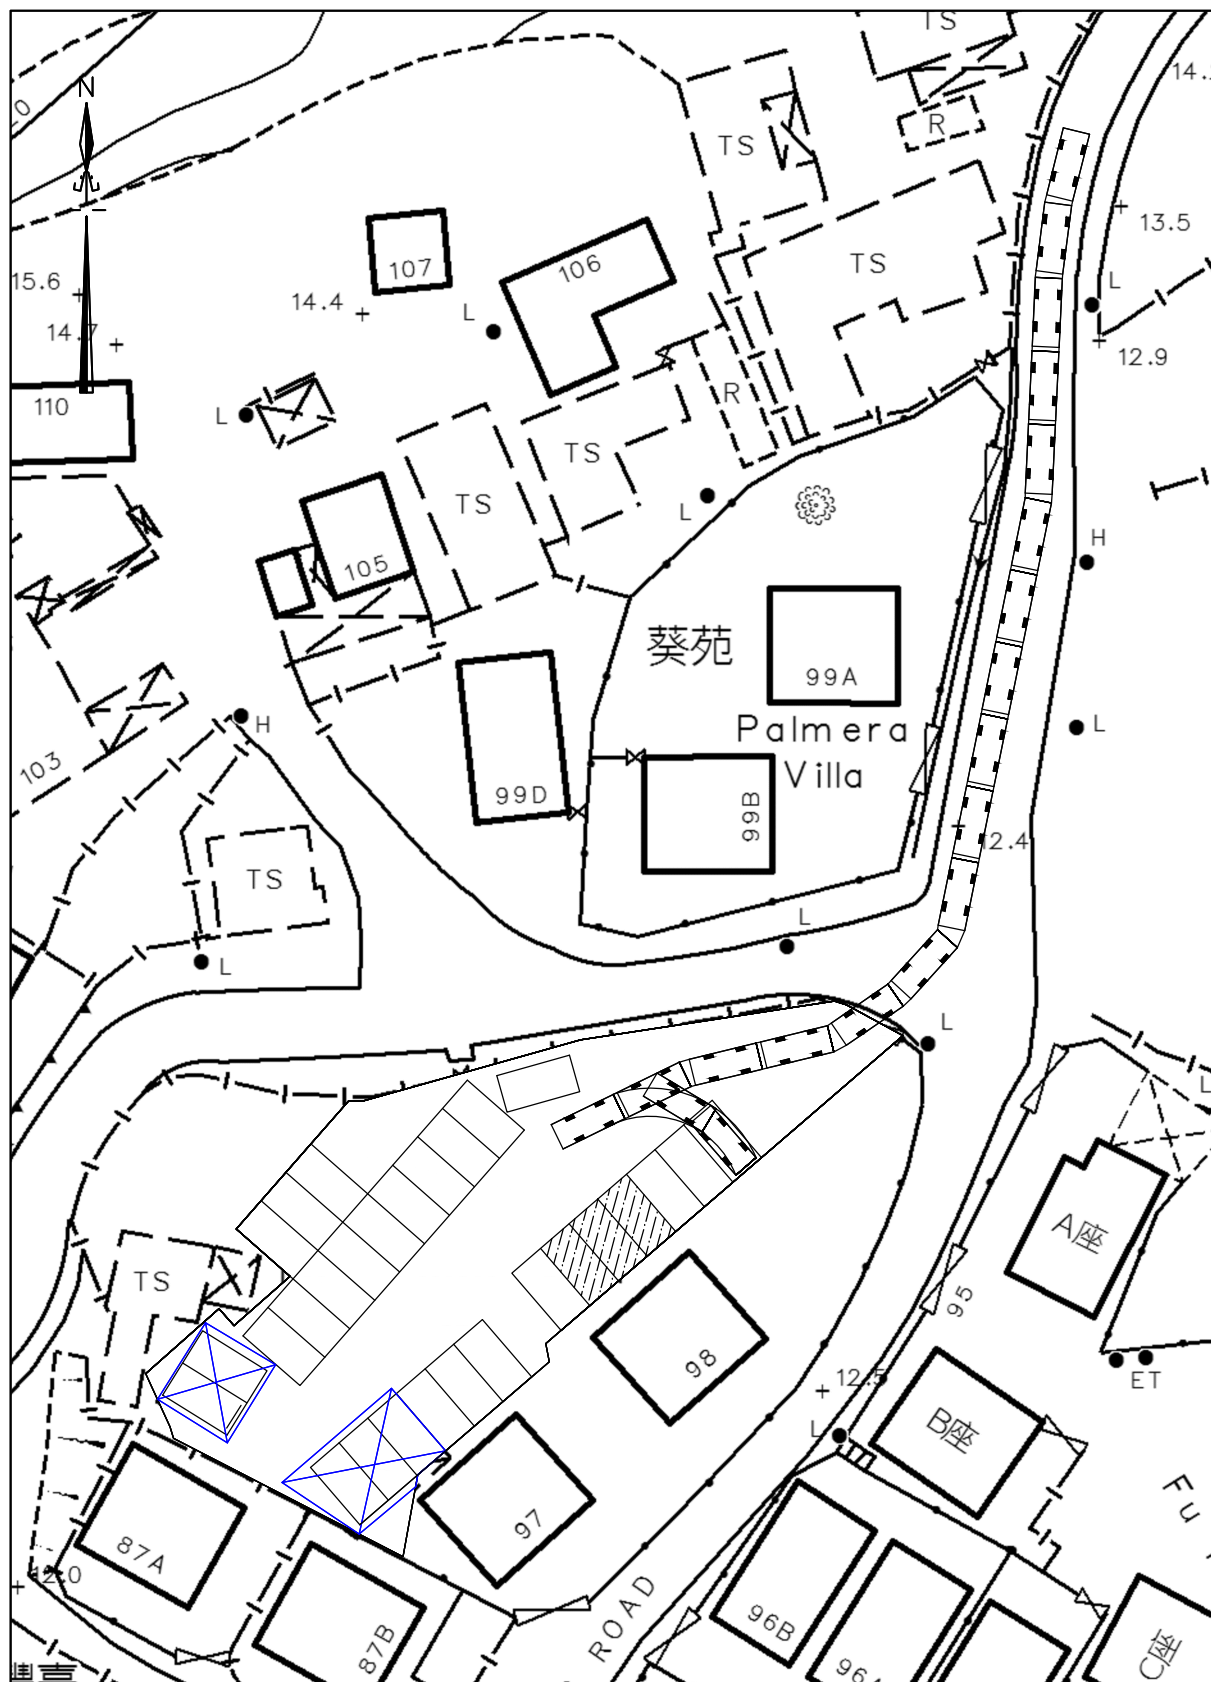 TS
14.
N
R
TS
13.5
107
106
TS
15.6
L
14.4
L
14.7
12.9
110
L
R
TS
TS
L
H
105
葵苑
99A
H
Palmera
L
103
99D
Villa
99B
12.4
TS
L
L
L
L
A座
TS
95
98
ET
12.5
B座
L
97
Fu
87A
12.0
ROAD
96B
87B
96A
C座